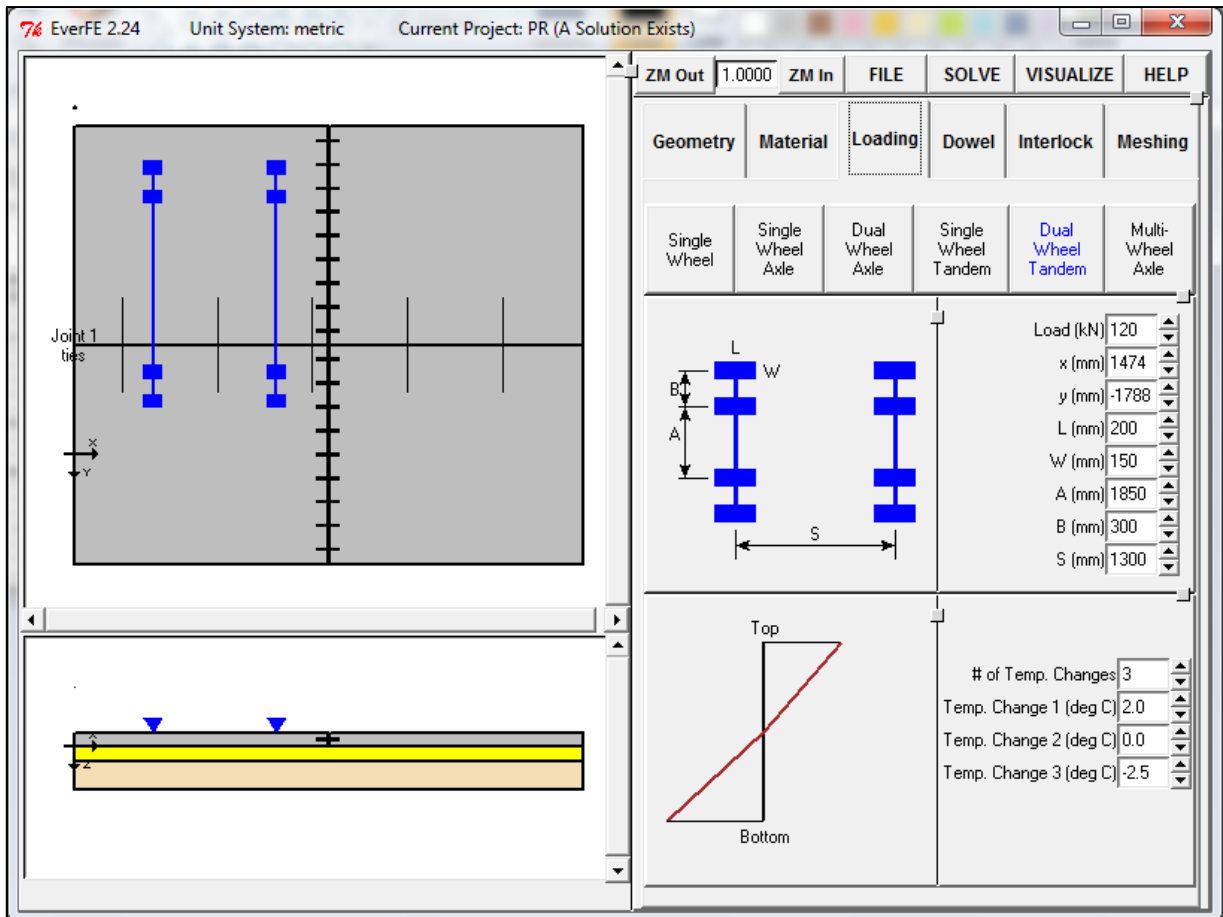 EverFE 2.24 Unit System: metric Current Project: PR (A Solution Exists)
ZM Out 1.0000 ZM In FILE SOLVE VISUALIZE HELP
Geometry Material Loading Dowel Interlock Meshing
Single Wheel
Single Wheel Axle
Dual Wheel Axle
Single Wheel Tandem
Dual Wheel Tandem
Multi-Wheel Axle
Joint 1
ties
X
Y
L
W
B
A
S
Load (kN) 120
x (mm) 1474
y (mm) -1788
L (mm) 200
W (mm) 150
A (mm) 1850
B (mm) 300
S (mm) 1300
X
Z
Top
Bottom
# of Temp. Changes 3
Temp. Change 1 (deg C) 2.0
Temp. Change 2 (deg C) 0.0
Temp. Change 3 (deg C) -2.5